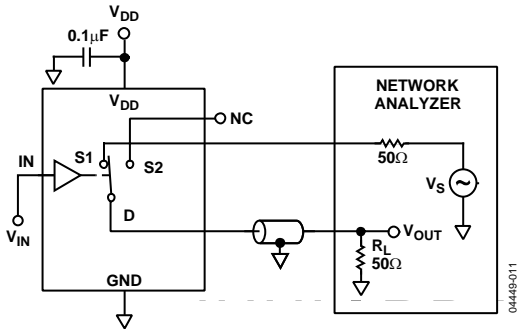 V_DD
0.1µF
V_DD
NC
NETWORK
ANALYZER
IN
S1
S2
50Ω
V_S
V_IN
D
V_OUT
R_L
50Ω
GND
04449-011